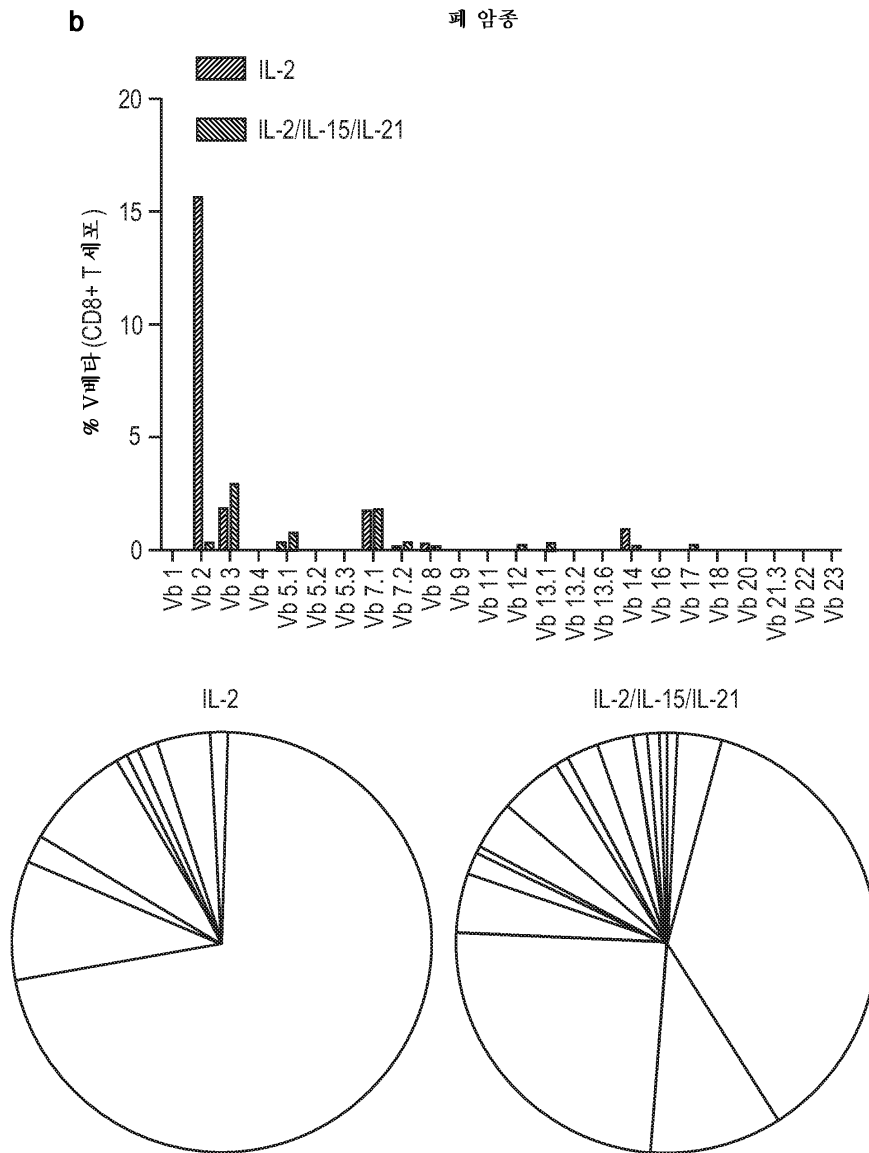 b
폐 암종
IL-2
IL-2/IL-15/IL-21
% V베타 (CD8+ T 세포)
20
15
10
5
0
Vb 1
Vb 2
Vb 3
Vb 4
Vb 5.1
Vb 5.2
Vb 5.3
Vb 7.1
Vb 7.2
Vb 8
Vb 9
Vb 11
Vb 12
Vb 13.1
Vb 13.2
Vb 13.6
Vb 14
Vb 16
Vb 17
Vb 18
Vb 20
Vb 21.3
Vb 22
Vb 23
IL-2
IL-2/IL-15/IL-21